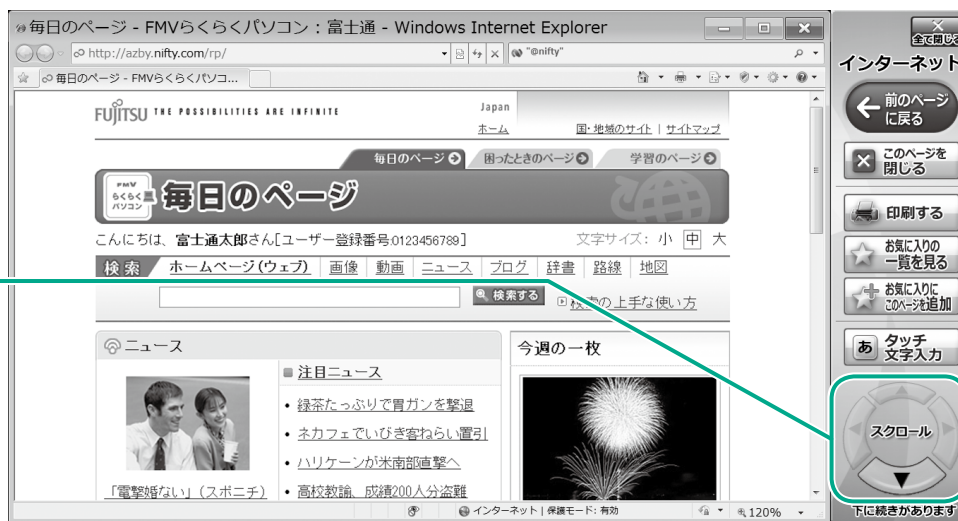 毎日のページ - FMVらくらくパソコン：富士通 - Windows Internet Explorer
http://azby.nifty.com/rp/
"@nifty"
毎日のページ - FMVらくらくパソコ...
FUJITSU THE POSSIBILITIES ARE INFINITE
Japan
ホーム
国・地域のサイト | サイトマップ
毎日のページ
困ったときのページ
学習のページ
FMV
らくらく
パソコン
毎日のページ
こんにちは、富士通太郎さん[ユーザー登録番号:0123456789]
文字サイズ： 小 中 大
検索 ホームページ(ウェブ) 画像 動画 ニュース ブログ 辞書 路線 地図
検索する
検索の上手な使い方
ニュース
■注目ニュース
• 緑茶たっぷりで胃ガンを撃退
• ネカフェでいびき客ねらい置引
• ハリケーンが米南部直撃へ
• 高校教諭、成績200人分盗難
「電撃婚ない」（スポニチ）
今週の一枚
インターネット | 保護モード: 有効
120%
全て閉じる
インターネット
前のページ
に戻る
このページを
閉じる
印刷する
お気に入りの
一覧を見る
お気に入りに
このページを追加
あ
タッチ
文字入力
スクロール
下に続きがあります